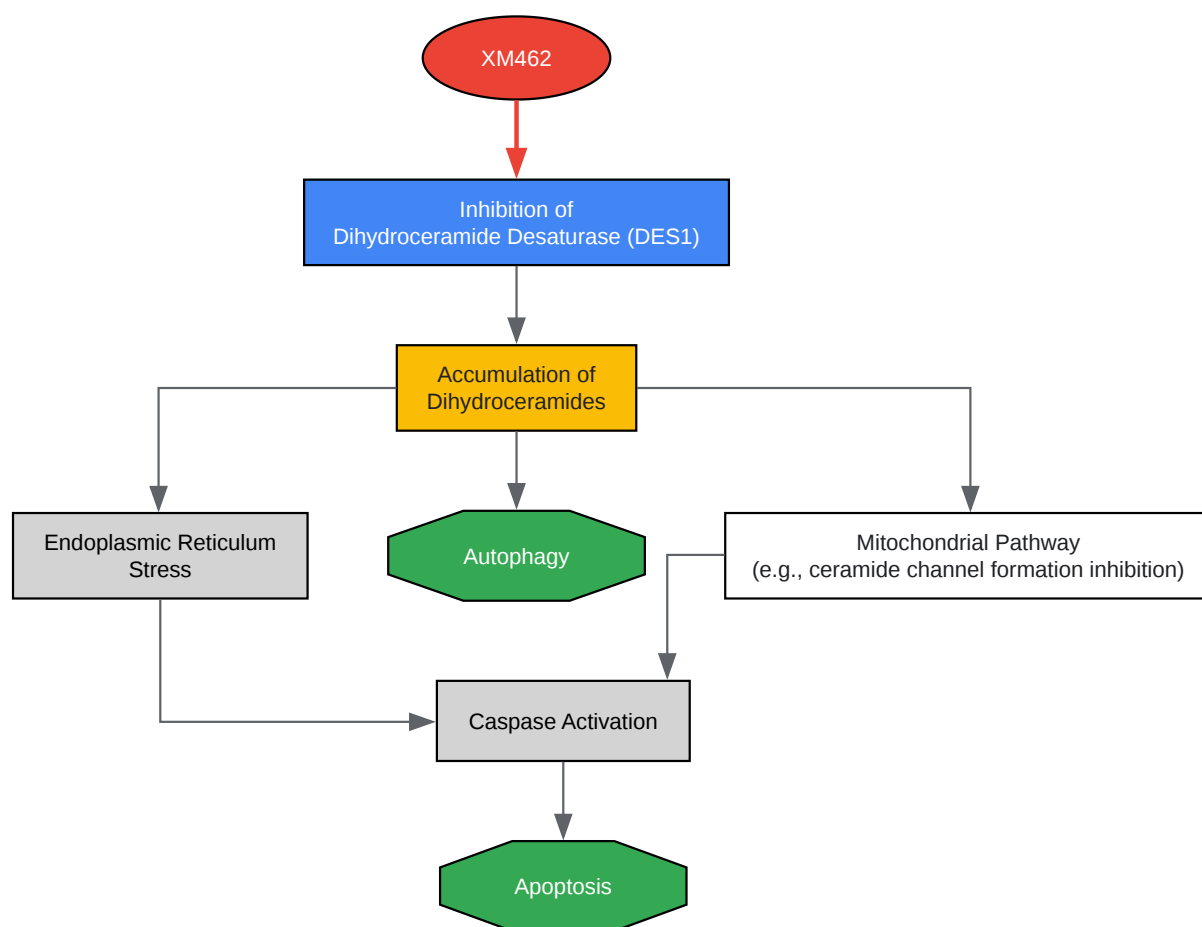 XM462
Inhibition of
Dihydroceramide Desaturase (DES1)
Accumulation of
Dihydroceramides
Endoplasmic Reticulum
Stress
Autophagy
Mitochondrial Pathway
(e.g., ceramide channel formation inhibition)
Caspase Activation
Apoptosis